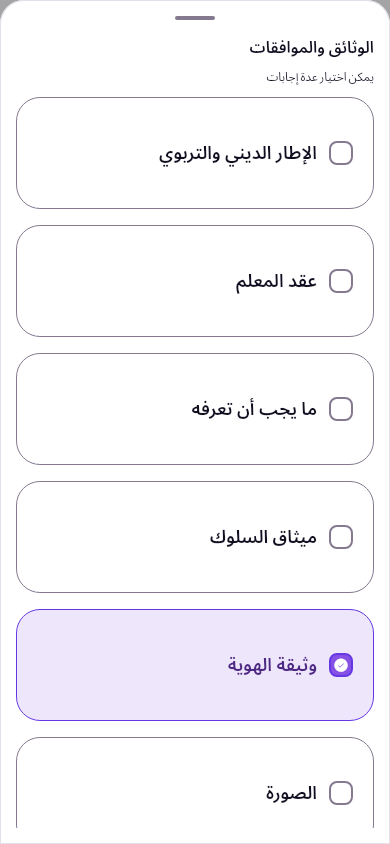 الوثائق والموافقات
يمكن اختيار عدة إجابات
الإطار الديني والتربوي
عقد المعلم
ما يجب أن تعرفه
ميثاق السلوك
وثيقة الهوية
الصورة